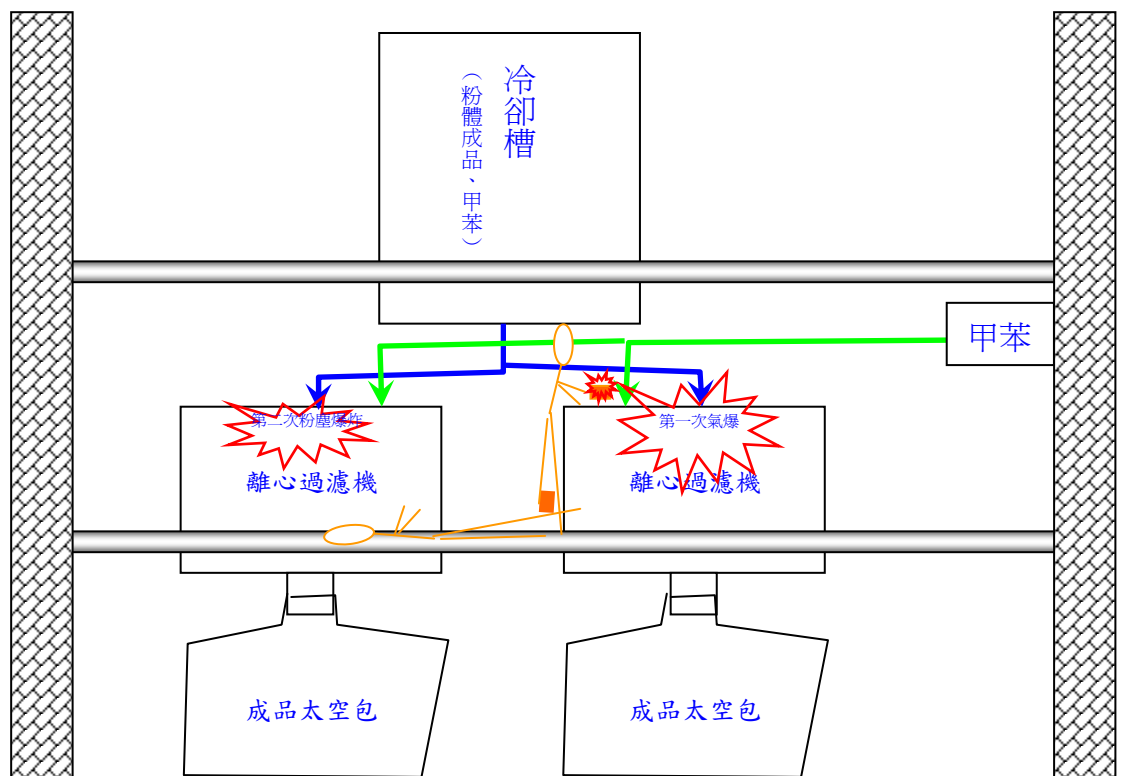 冷卻槽
（粉體成品、甲苯）
甲苯
第二次粉塵爆炸
第一次氣爆
離心過濾機
離心過濾機
成品太空包
成品太空包